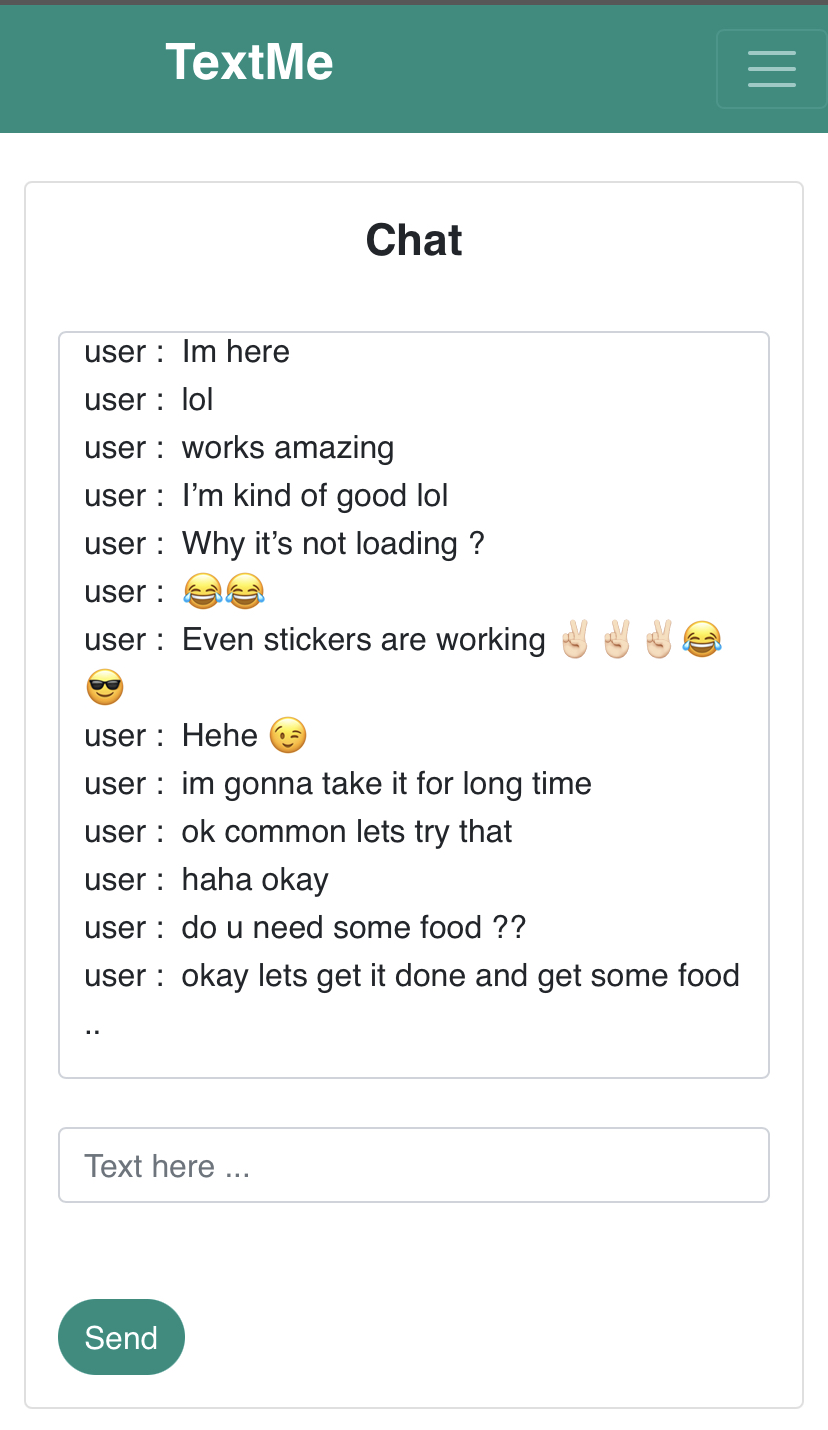 TextMe
Chat
user :  Im here
user :  lol
user :  works amazing
user :  I’m kind of good lol
user :  Why it’s not loading ?
user :  😂😂
user :  Even stickers are working ✌🏻✌🏻✌🏻😂
😎
user :  Hehe 😉
user :  im gonna take it for long time
user :  ok common lets try that
user :  haha okay
user :  do u need some food ??
user :  okay lets get it done and get some food
..
Text here ...
Send